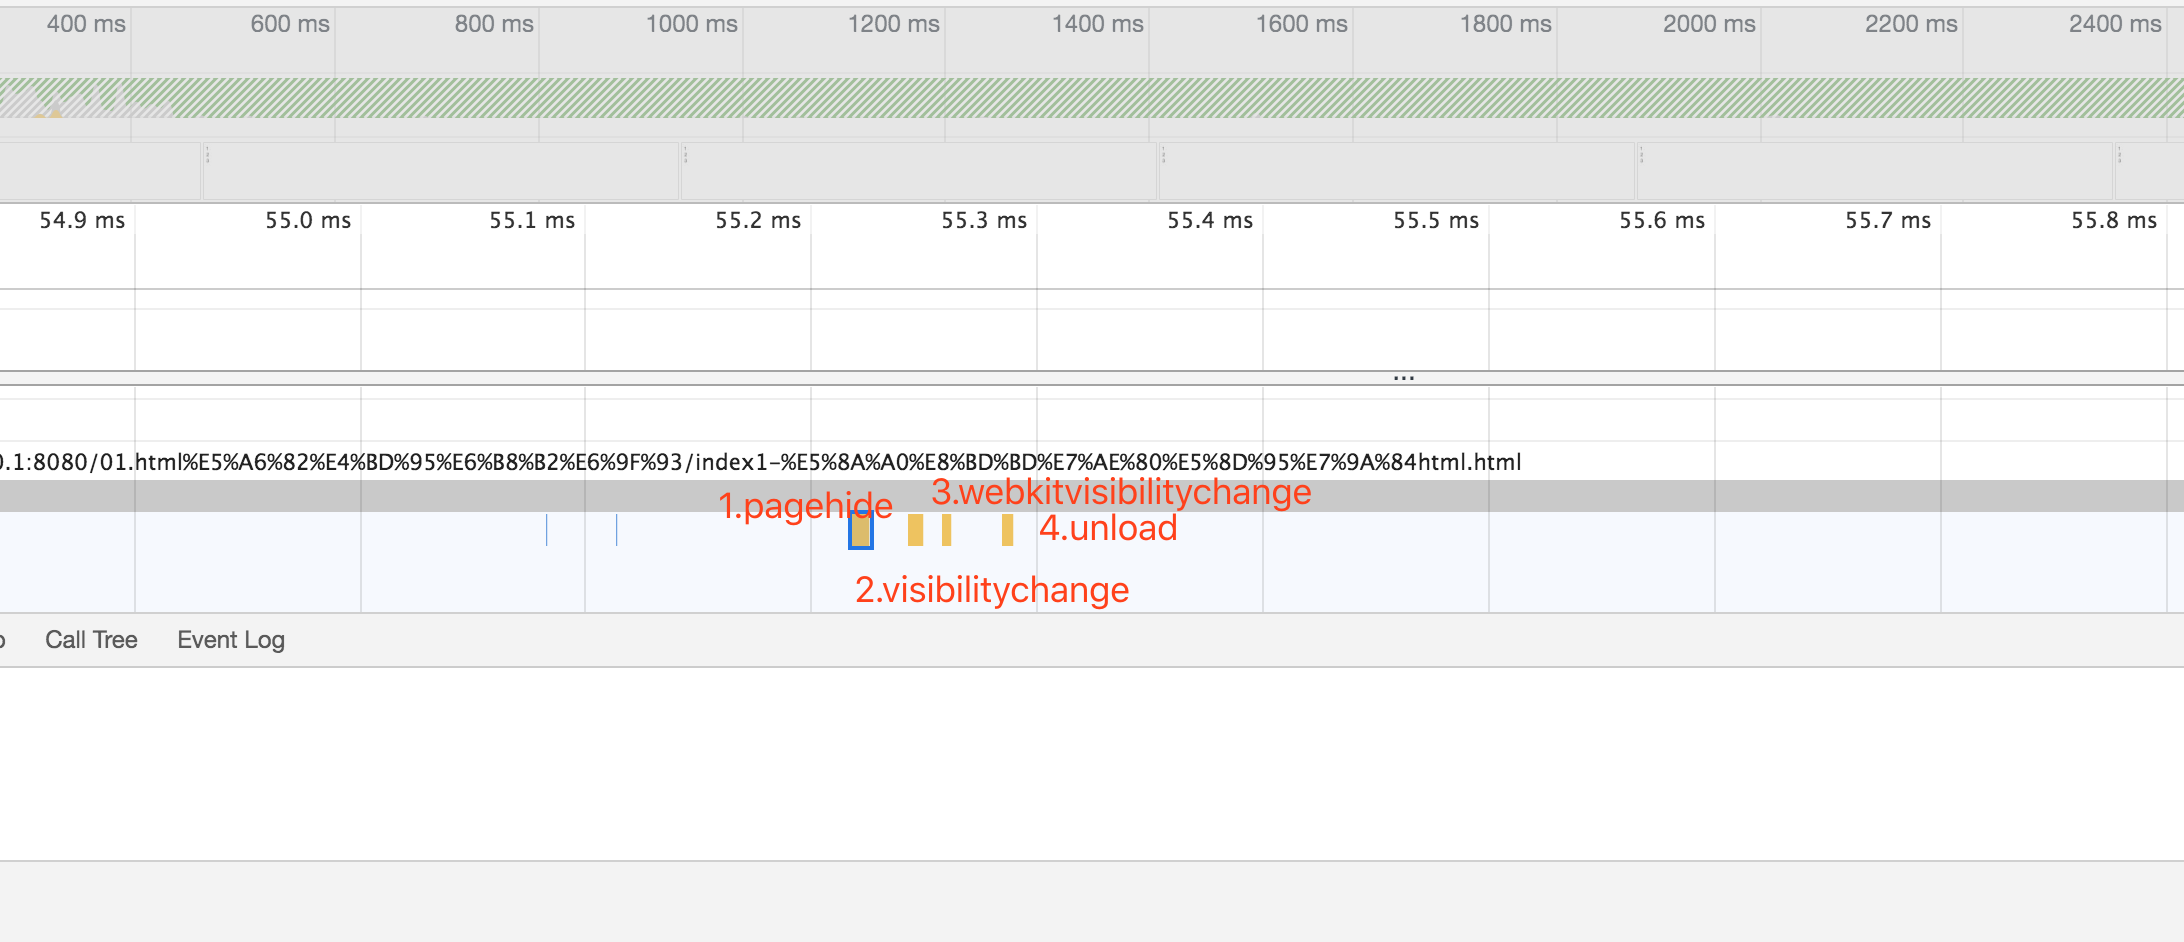 400 ms 600 ms 800 ms 1000 ms 1200 ms 1400 ms 1600 ms 1800 ms 2000 ms 2200 ms 2400 ms
54.9 ms 55.0 ms 55.1 ms 55.2 ms 55.3 ms 55.4 ms 55.5 ms 55.6 ms 55.7 ms 55.8 ms
...
0.1:8080/01.html%E5%A6%82%E4%BD%95%E6%B8%B2%E6%9F%93/index1-%E5%8A%A0%E8%BD%BD%E7%AE%80%E5%8D%95%E7%9A%84html.html
1.pagehide
3.webkitvisibilitychange
4.unload
2.visibilitychange
Call Tree Event Log